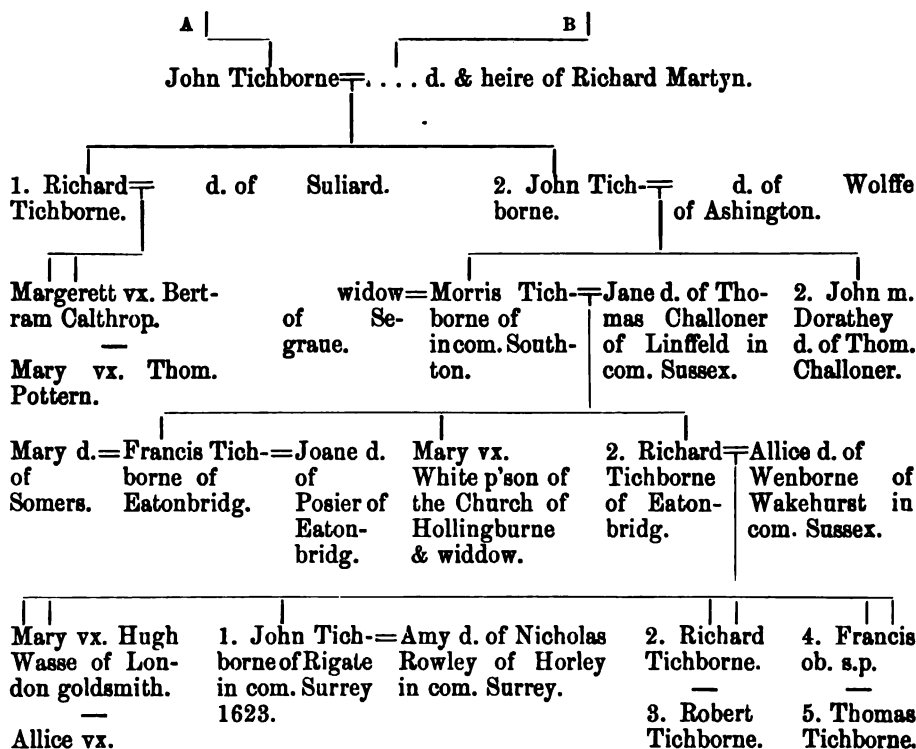 A B
John Tichborne = . . . . d. & heire of Richard Martyn.
1. Richard = d. of Suliard.
Tichborne.
2. John Tich- = d. of Wolffe
borne. of Ashington.
Margerett vx. Bert-
ram Calthrop.
—
Mary vx. Thom.
Pottern.
widow =
of Se-
graue.
Morris Tich- =
borne of
in com. South-
ton.
Jane d. of Tho-
mas Challoner
of Linffeld in
com. Sussex.
2. John m.
Dorathey
d. of Thom.
Challoner.
Mary d. =
of
Somers.
Francis Tich- =
borne of
Eatonbridg.
Joane d.
of
Posier of
Eaton-
bridg.
Mary vx.
White p'son of
the Church of
Hollingburne
& widdow.
2. Richard =
Tichborne
of Eaton-
bridg.
Allice d. of
Wenborne of
Wakehurst in
com. Sussex.
Mary vx. Hugh
Wasse of Lon-
don goldsmith.
—
Allice vx.
1. John Tich- =
borne of Rigate
in com. Surrey
1623.
Amy d. of Nicholas
Rowley of Horley
in com. Surrey.
2. Richard
Tichborne.
—
3. Robert
Tichborne.
4. Francis
ob. s.p.
—
5. Thomas
Tichborne.